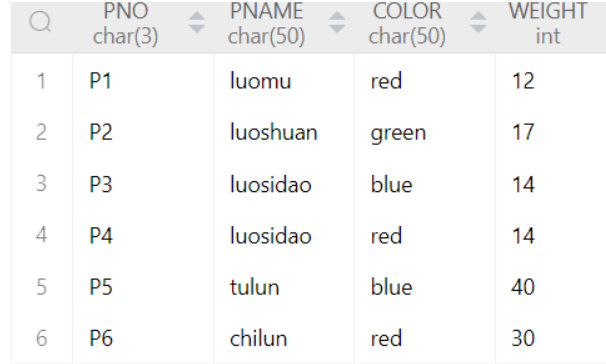 PNO PNAME COLOR WEIGHT
char(3) char(50) char(50) int
1 P1 luomu red 12
2 P2 luoshuan green 17
3 P3 luosidao blue 14
4 P4 luosidao red 14
5 P5 tulun blue 40
6 P6 chilun red 30